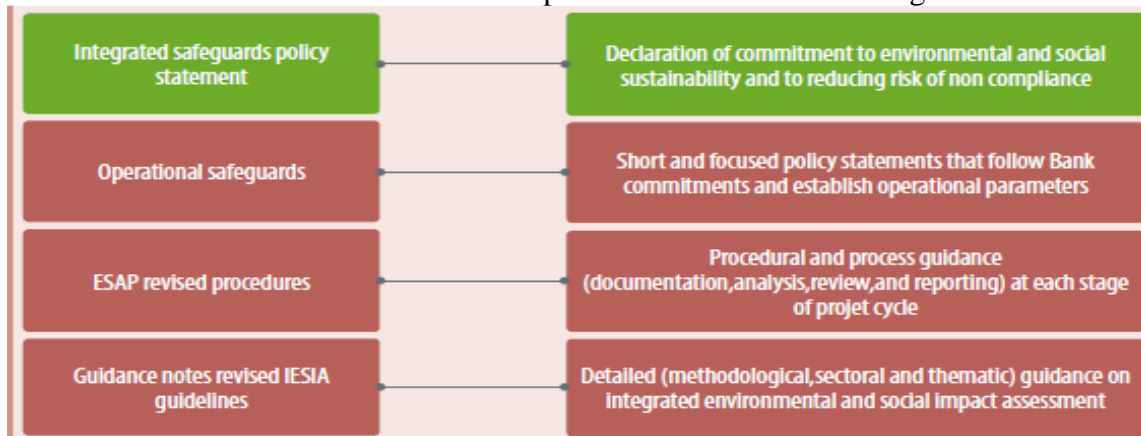 Integrated safeguards policy
statement
Declaration of commitment to environmental and social
sustainability and to reducing risk of non compliance
Operational safeguards
Short and focused policy statements that follow Bank
commitments and establish operational parameters
ESAP revised procedures
Procedural and process guidance
(documentation,analysis,review,and reporting) at each stage
of projet cycle
Guidance notes revised IESIA
guidelines
Detailed (methodological,sectoral and thematic) guidance on
integrated environmental and social impact assessment